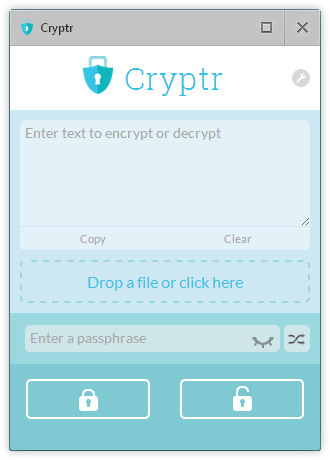 Cryptr
Cryptr
Enter text to encrypt or decrypt
Copy Clear
Drop a file or click here
Enter a passphrase